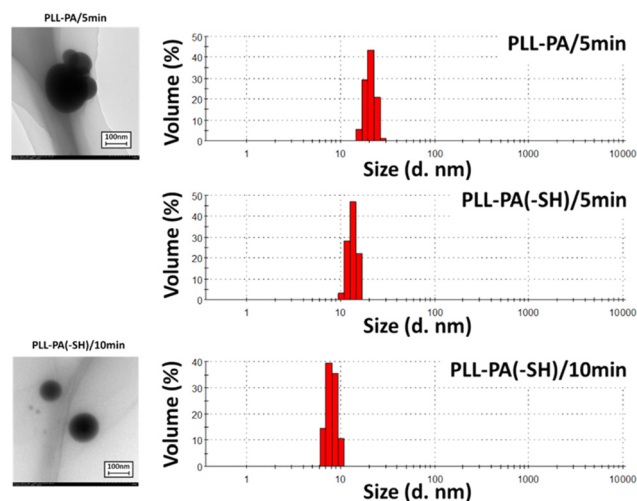 PLL-PA/5min
100nm
Volume (%)
50
40
30
20
10
0
PLL-PA/5min
1 10 100 1000 10000
Size (d. nm)
Volume (%)
50
40
30
20
10
0
PLL-PA(-SH)/5min
1 10 100 1000 10000
Size (d. nm)
PLL-PA(-SH)/10min
100nm
Volume (%)
40
30
20
10
0
PLL-PA(-SH)/10min
1 10 100 1000 10000
Size (d. nm)